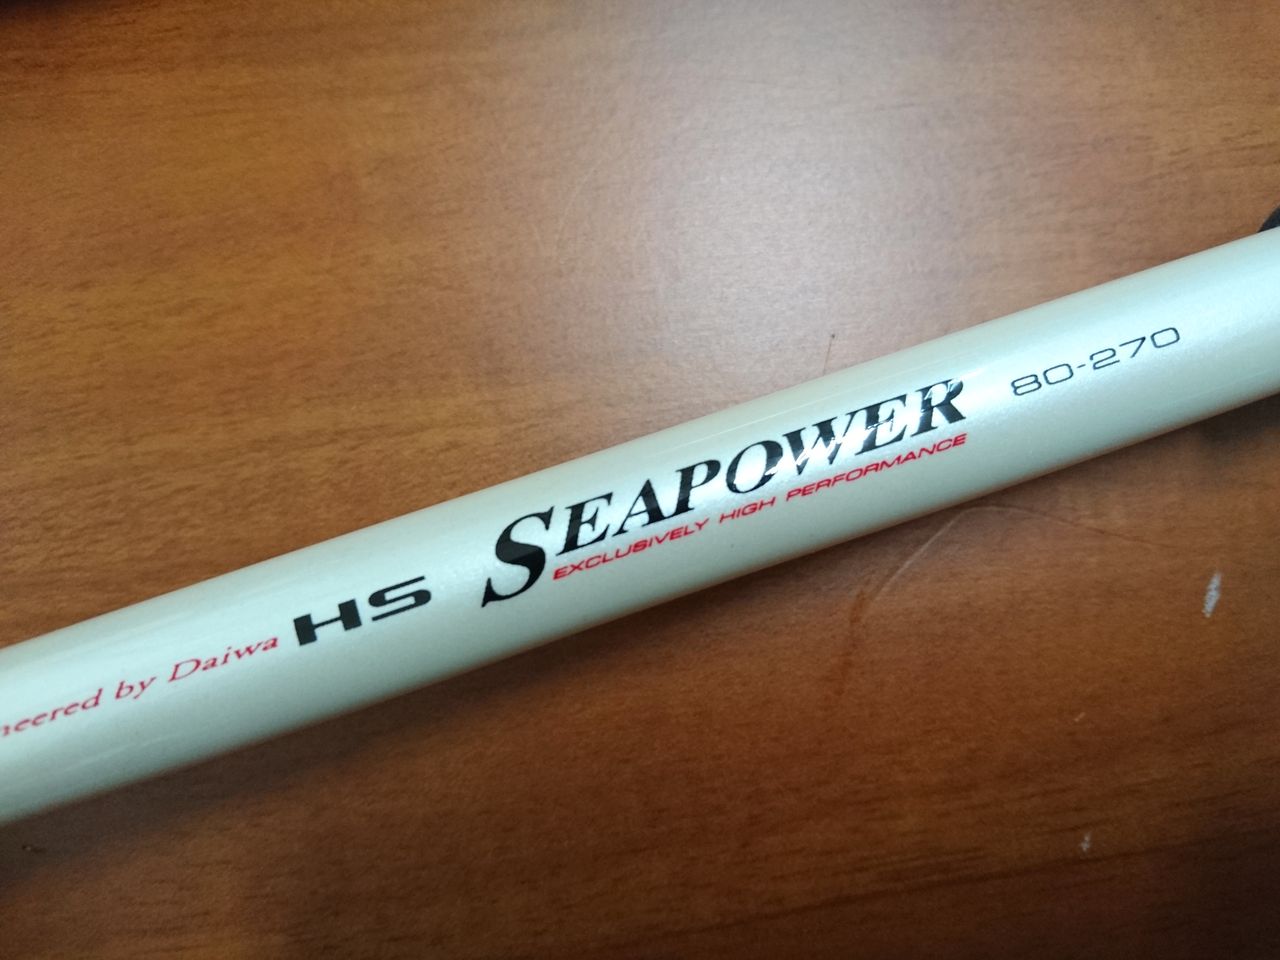 neered by Daiwa HS SEAPOWER 80-270
EXCLUSIVELY HIGH PERFORMANCE